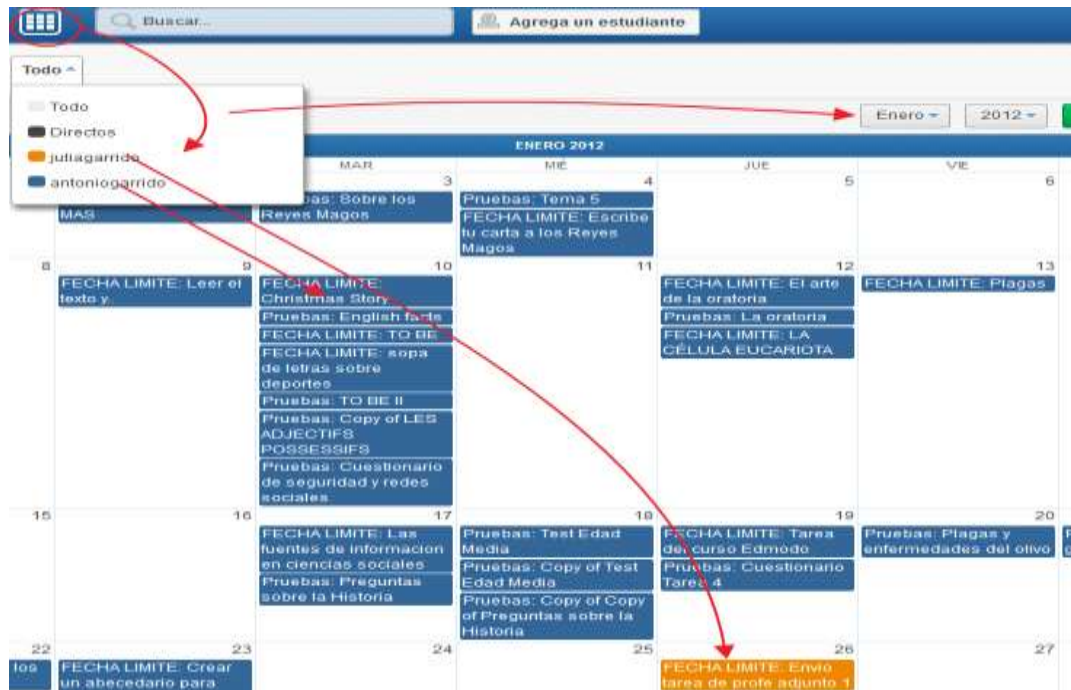 Buscar...
Agrega un estudiante
Todo
Todo
Directos
juliagarrido
antoniogarrido
Enero
2012
ENERO 2012
MAR
MIÉ
JUE
VIE
3
4
5
6
MAS
Sobre los
Reyes Magos
Pruebas: Tema 5
FECHA LIMITE: Escribe
tu carta a los Reyes
Magos
8
9
10
11
12
13
FECHA LIMITE: Leer el
texto y
FECHA LIMITE:
Christmas Story
Pruebas: English facts
FECHA LIMITE: TO BE
FECHA LIMITE: sopa
de letras sobre
deportes
Pruebas: TO BE II
Pruebas: Copy of LES
ADJECTIFS
POSSESSIFS
Pruebas: Cuestionario
de seguridad y redes
sociales
FECHA LIMITE: El arte
de la oratoria
Pruebas: La oratoria
FECHA LIMITE: LA
CÉLULA EUCARIOTA
FECHA LIMITE: Plagas
15
16
17
18
19
20
FECHA LIMITE: Las
fuentes de informacion
en ciencias sociales
Pruebas: Preguntas
sobre la Historia
Pruebas: Test Edad
Media
Pruebas: Copy of Test
Edad Media
Pruebas: Copy of Copy
of Preguntas sobre la
Historia
FECHA LIMITE: Tarea
del curso Edmodo
Pruebas: Cuestionario
Tarea 4
Pruebas: Plagas y
enfermedades del olivo
22
23
24
25
26
27
los
FECHA LIMITE: Crear
un abecedario para
FECHA LIMITE: Envio
tarea de profe adjunto 1